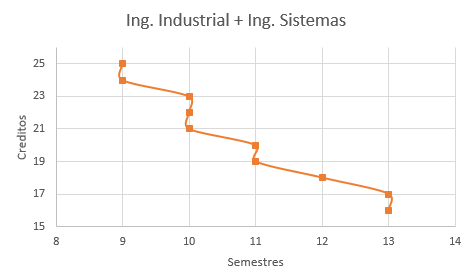 Ing. Industrial + Ing. Sistemas
25
23
21
19
17
15
Creditos
8 9 10 11 12 13 14
Semestres